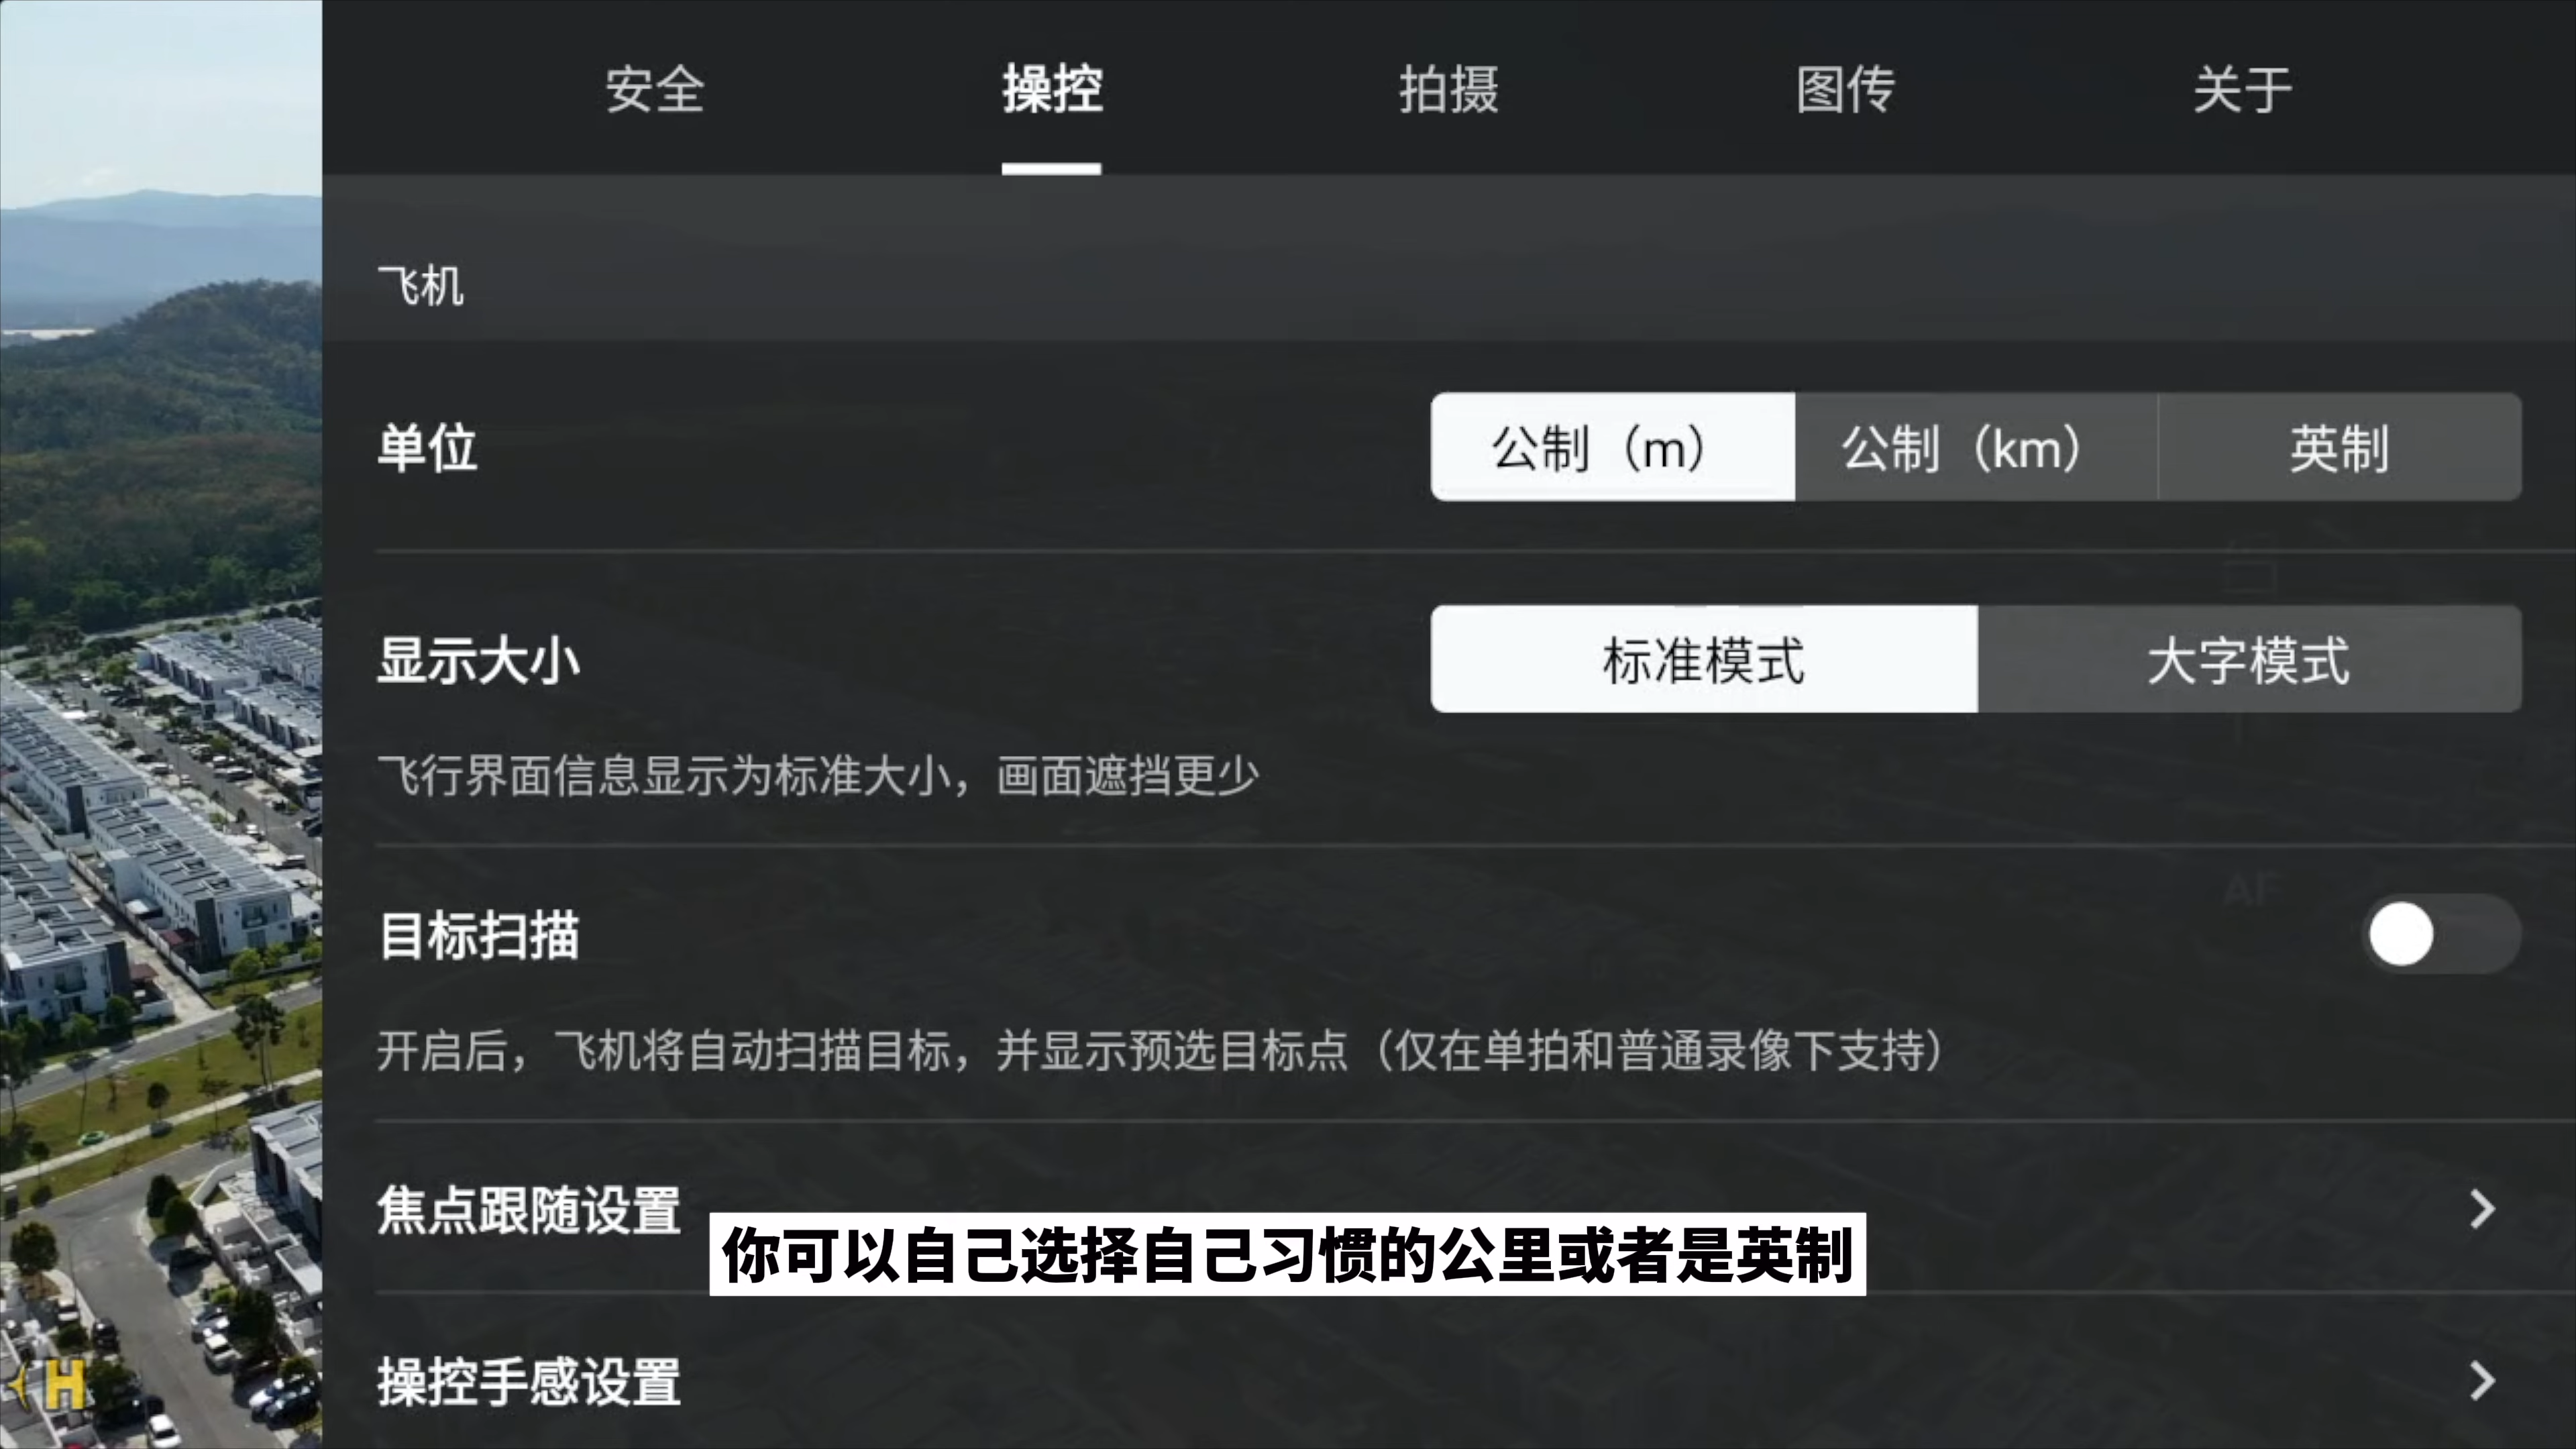 安全 操控 拍摄 图传 关于
飞机
单位 公制（m） 公制（km） 英制
显示大小 标准模式 大字模式
飞行界面信息显示为标准大小，画面遮挡更少
AF
目标扫描
开启后，飞机将自动扫描目标，并显示预选目标点（仅在单拍和普通录像下支持）
焦点跟随设置
你可以自己选择自己习惯的公里或者是英制
H
操控手感设置